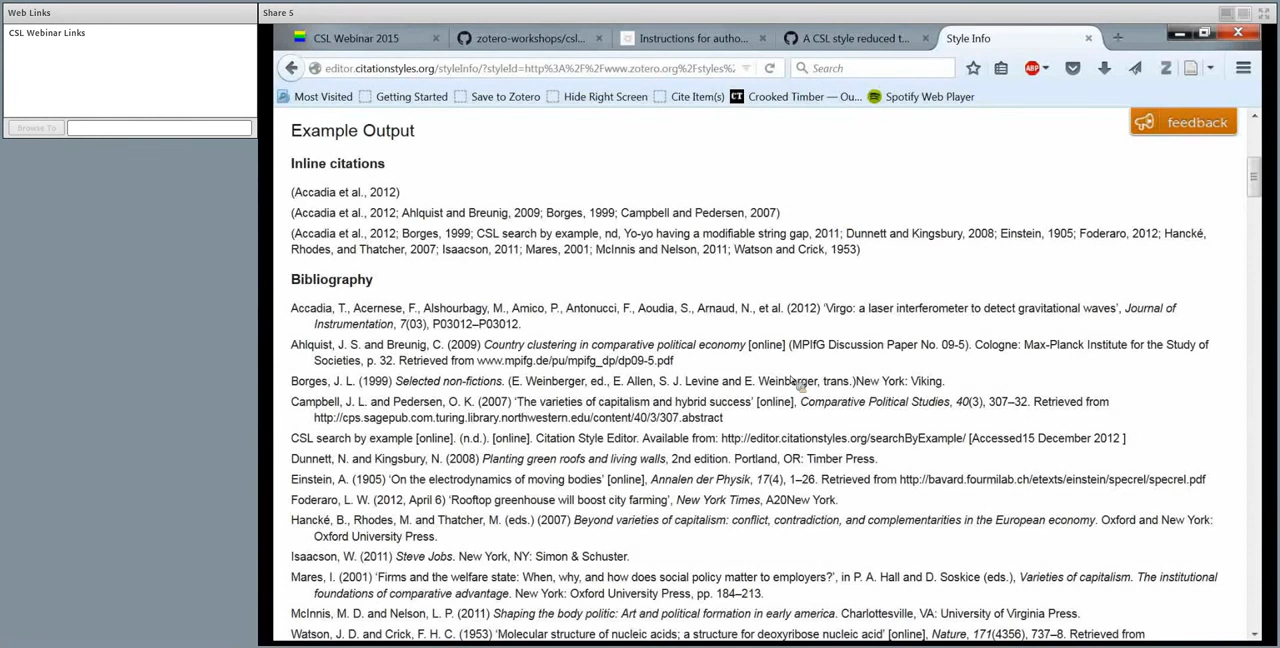 Web Links
Share 5
CSL Webinar Links
Browse To
CSL Webinar 2015
zotero-workshops/csl...
Instructions for autho...
A CSL style reduced t...
Style Info
editor.citationstyles.org/styleInfo/?styleId=http%3A%2F%2Fwww.zotero.org%2Fstyles%2
Search
ABP
Z
Most Visited
Getting Started
Save to Zotero
Hide Right Screen
Cite Item(s)
CT
Crooked Timber — Ou...
Spotify Web Player
feedback
Example Output
Inline citations
(Accadia et al., 2012)
(Accadia et al., 2012; Ahlquist and Breunig, 2009; Borges, 1999; Campbell and Pedersen, 2007)
(Accadia et al., 2012; Borges, 1999; CSL search by example, nd, Yo-yo having a modifiable string gap, 2011; Dunnett and Kingsbury, 2008; Einstein, 1905; Foderaro, 2012; Hancké,
Rhodes, and Thatcher, 2007; Isaacson, 2011; Mares, 2001; McInnis and Nelson, 2011; Watson and Crick, 1953)
Bibliography
Accadia, T., Acernese, F., Alshourbagy, M., Amico, P., Antonucci, F., Aoudia, S., Arnaud, N., et al. (2012) ‘Virgo: a laser interferometer to detect gravitational waves’, Journal of
Instrumentation, 7(03), P03012–P03012.
Ahlquist, J. S. and Breunig, C. (2009) Country clustering in comparative political economy [online] (MPIfG Discussion Paper No. 09-5). Cologne: Max-Planck Institute for the Study of
Societies, p. 32. Retrieved from www.mpifg.de/pu/mpifg_dp/dp09-5.pdf
Borges, J. L. (1999) Selected non-fictions. (E. Weinberger, ed., E. Allen, S. J. Levine and E. Weinberger, trans.)New York: Viking.
Campbell, J. L. and Pedersen, O. K. (2007) ‘The varieties of capitalism and hybrid success’ [online], Comparative Political Studies, 40(3), 307–32. Retrieved from
http://cps.sagepub.com.turing.library.northwestern.edu/content/40/3/307.abstract
CSL search by example [online]. (n.d.). [online]. Citation Style Editor. Available from: http://editor.citationstyles.org/searchByExample/ [Accessed15 December 2012 ]
Dunnett, N. and Kingsbury, N. (2008) Planting green roofs and living walls, 2nd edition. Portland, OR: Timber Press.
Einstein, A. (1905) ‘On the electrodynamics of moving bodies’ [online], Annalen der Physik, 17(4), 1–26. Retrieved from http://bavard.fourmilab.ch/etexts/einstein/specrel/specrel.pdf
Foderaro, L. W. (2012, April 6) ‘Rooftop greenhouse will boost city farming’, New York Times, A20New York.
Hancké, B., Rhodes, M. and Thatcher, M. (eds.) (2007) Beyond varieties of capitalism: conflict, contradiction, and complementarities in the European economy. Oxford and New York:
Oxford University Press.
Isaacson, W. (2011) Steve Jobs. New York, NY: Simon & Schuster.
Mares, I. (2001) ‘Firms and the welfare state: When, why, and how does social policy matter to employers?’, in P. A. Hall and D. Soskice (eds.), Varieties of capitalism. The institutional
foundations of comparative advantage. New York: Oxford University Press, pp. 184–213.
McInnis, M. D. and Nelson, L. P. (2011) Shaping the body politic: Art and political formation in early america. Charlottesville, VA: University of Virginia Press.
Watson, J. D. and Crick, F. H. C. (1953) ‘Molecular structure of nucleic acids; a structure for deoxyribose nucleic acid’ [online], Nature, 171(4356), 737–8. Retrieved from